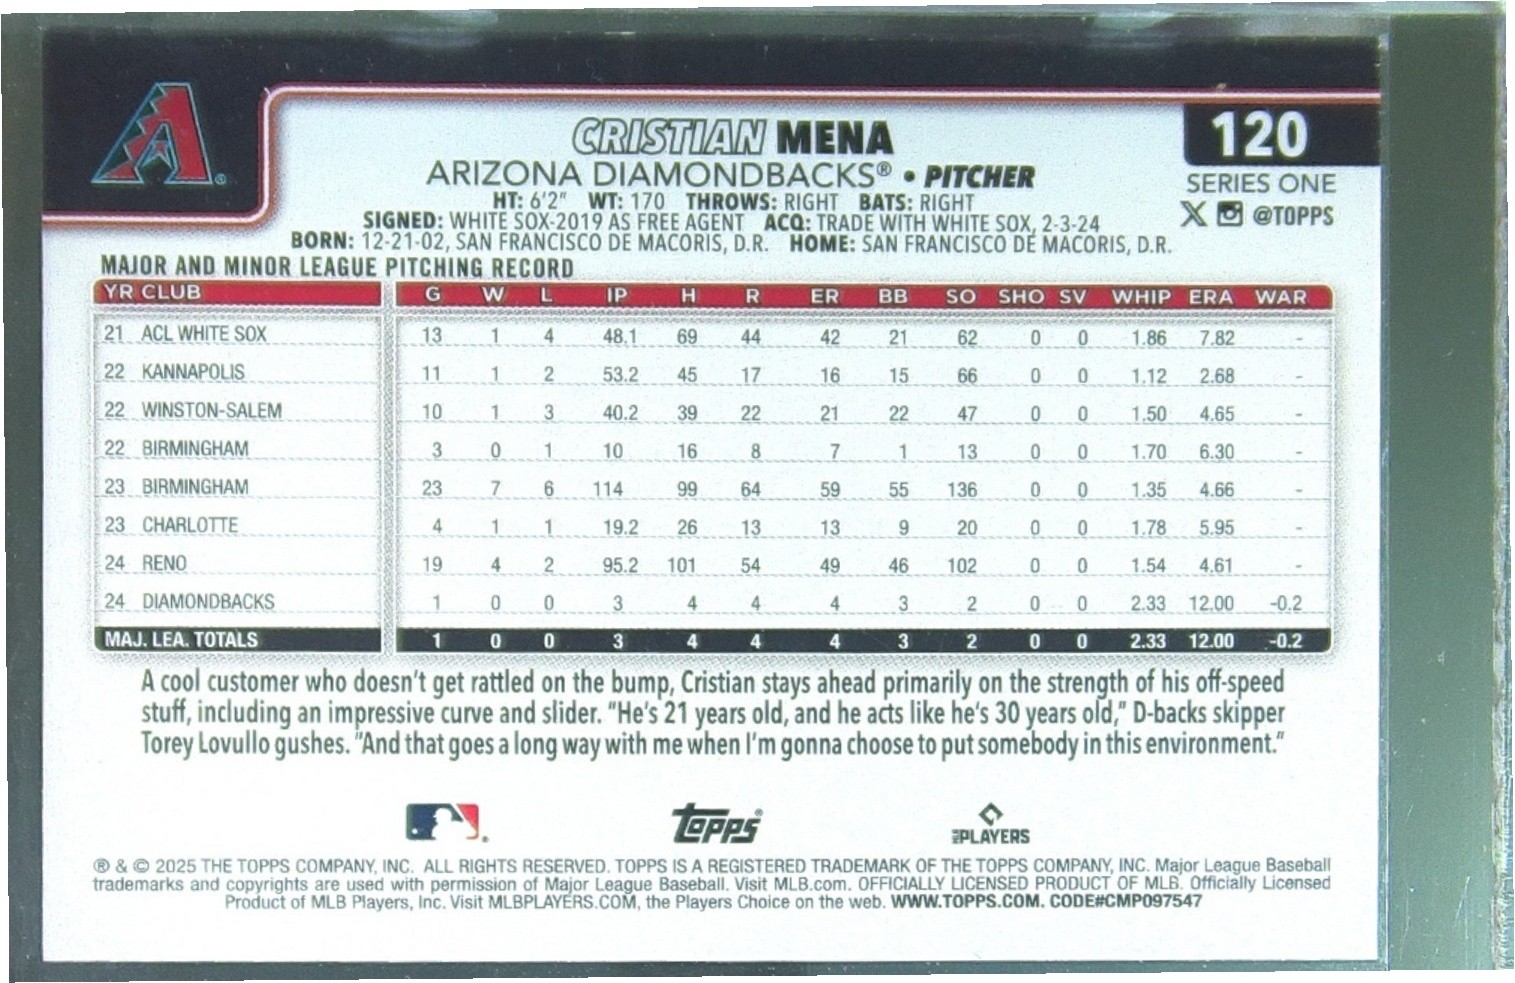 CRISTIAN MENA
120
ARIZONA DIAMONDBACKS® • PITCHER
SERIES ONE
HT: 6'2" WT: 170 THROWS: RIGHT BATS: RIGHT
@TOPPS
SIGNED: WHITE SOX-2019 AS FREE AGENT ACQ: TRADE WITH WHITE SOX, 2-3-24
BORN: 12-21-02, SAN FRANCISCO DE MACORIS, D.R. HOME: SAN FRANCISCO DE MACORIS, D.R.
MAJOR AND MINOR LEAGUE PITCHING RECORD
YR CLUB G W L IP H R ER BB SO SHO SV WHIP ERA WAR
21 ACL WHITE SOX 13 1 4 48.1 69 44 42 21 62 0 0 1.86 7.82 -
22 KANNAPOLIS 11 1 2 53.2 45 17 16 15 66 0 0 1.12 2.68 -
22 WINSTON-SALEM 10 1 3 40.2 39 22 21 22 47 0 0 1.50 4.65 -
22 BIRMINGHAM 3 0 1 10 16 8 7 1 13 0 0 1.70 6.30 -
23 BIRMINGHAM 23 7 6 114 99 64 59 55 136 0 0 1.35 4.66 -
23 CHARLOTTE 4 1 1 19.2 26 13 13 9 20 0 0 1.78 5.95 -
24 RENO 19 4 2 95.2 101 54 49 46 102 0 0 1.54 4.61 -
24 DIAMONDBACKS 1 0 0 3 4 4 4 3 2 0 0 2.33 12.00 -0.2
MAJ. LEA. TOTALS 1 0 0 3 4 4 4 3 2 0 0 2.33 12.00 -0.2
A cool customer who doesn't get rattled on the bump, Cristian stays ahead primarily on the strength of his off-speed
stuff, including an impressive curve and slider. "He's 21 years old, and he acts like he's 30 years old," D-backs skipper
Torey Lovullo gushes. "And that goes a long way with me when I'm gonna choose to put somebody in this environment."
Topps®
MLB PLAYERS
® & © 2025 THE TOPPS COMPANY, INC. ALL RIGHTS RESERVED. TOPPS IS A REGISTERED TRADEMARK OF THE TOPPS COMPANY, INC. Major League Baseball
trademarks and copyrights are used with permission of Major League Baseball. Visit MLB.com. OFFICIALLY LICENSED PRODUCT OF MLB. Officially Licensed
Product of MLB Players, Inc. Visit MLBPLAYERS.COM, the Players Choice on the web. WWW.TOPPS.COM. CODE#CMP097547